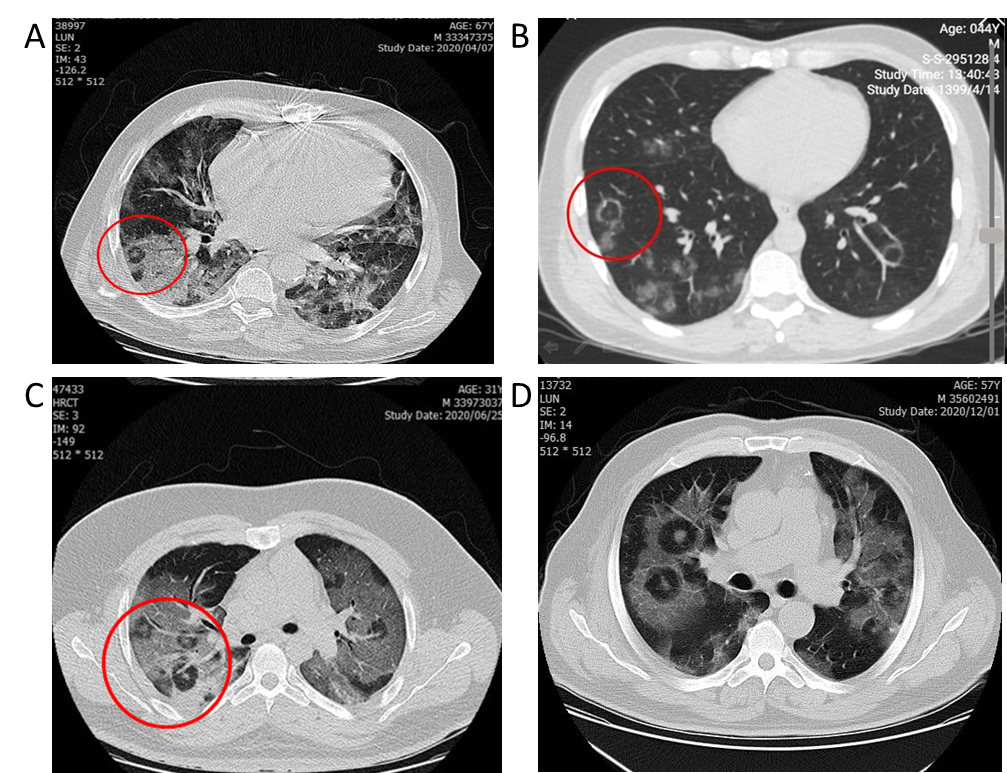 A
38997
LUN
SE: 2
IM: 43
-126.2
512 * 512
AGE: 67Y
M 33347375
Study Date: 2020/04/07
B
Age: 044Y
M
S-S-295128 4
Study Time: 13:40:43
Study Date: 1399/4/14
C
47433
HRCT
SE: 3
IM: 92
-149
512 * 512
AGE: 31Y
M 33973037
Study Date: 2020/06/25
D
13732
LUN
SE: 2
IM: 14
-96.8
512 * 512
AGE: 57Y
M 35602491
Study Date: 2020/12/01